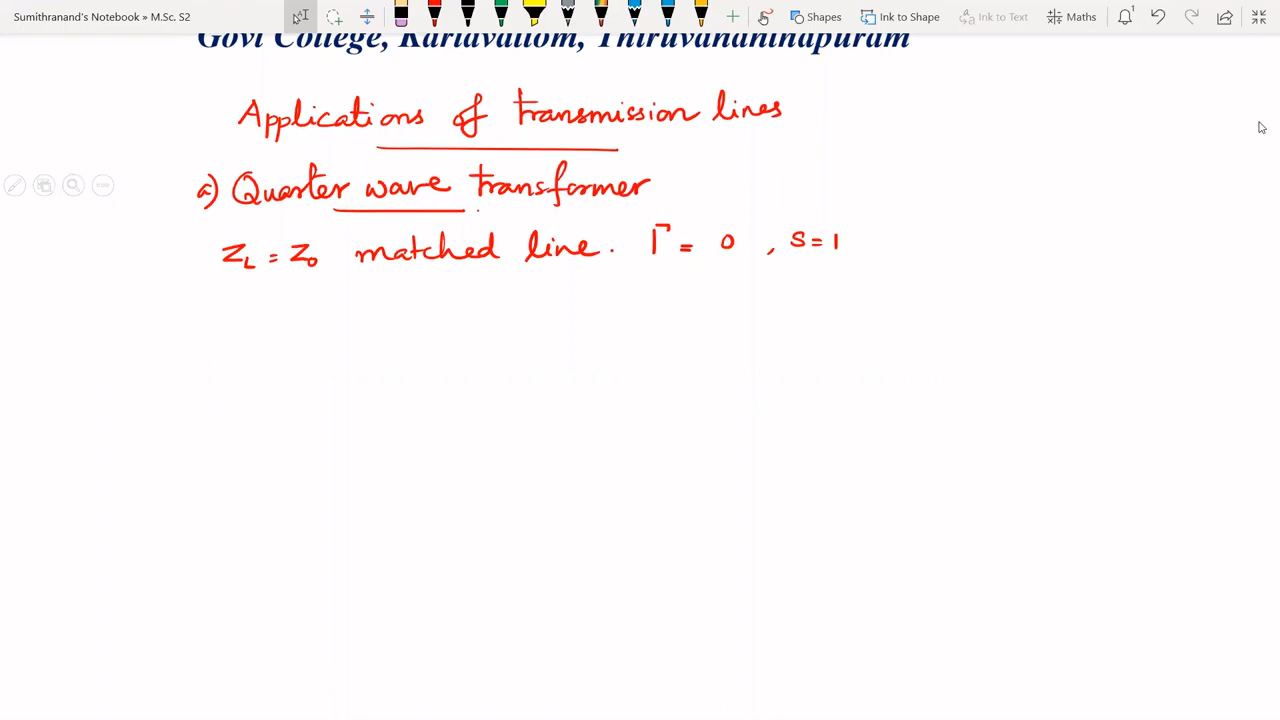 Sumithranand's Notebook » M.Sc. S2
Shapes
Ink to Shape
Ink to Text
Maths
Govt College, Kariavattom, Thiruvananthapuram
Applications of transmission lines
a) Quarter wave transformer
Z_L = Z_0 matched line. Γ = 0 , S = 1